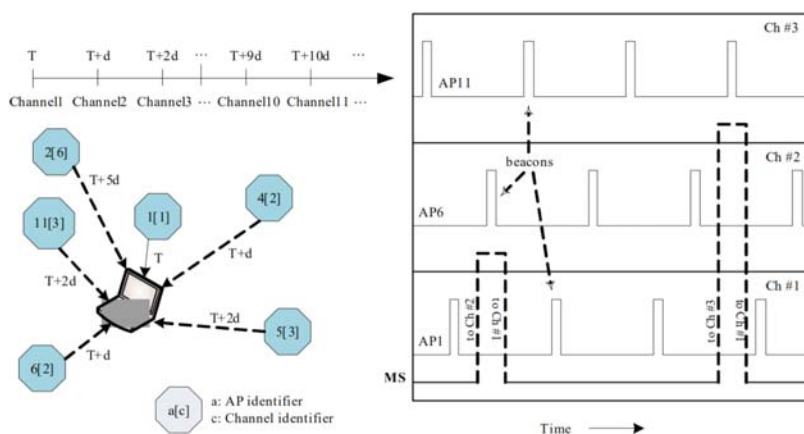 T T+d T+2d ... T+9d T+10d ...
Channel1 Channel2 Channel3 ... Channel10 Channel11 ...
2[6]
T+5d
11[3]
1[1]
4[2]
T
T+d
T+2d
T+2d
5[3]
T+d
6[2]
a[c]
a: AP identifier
c: Channel identifier
Ch #3
AP11
beacons
Ch #2
AP6
Ch #1
AP1
to Ch #2
to Ch #1
to Ch #3
to Ch #1
MS
Time